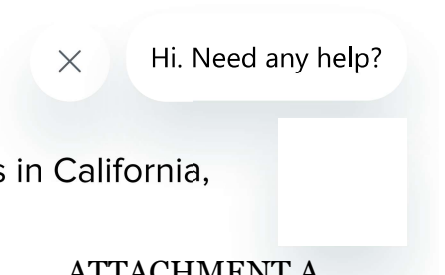 Hi. Need any help?
s in California,
ATTACHMENT A